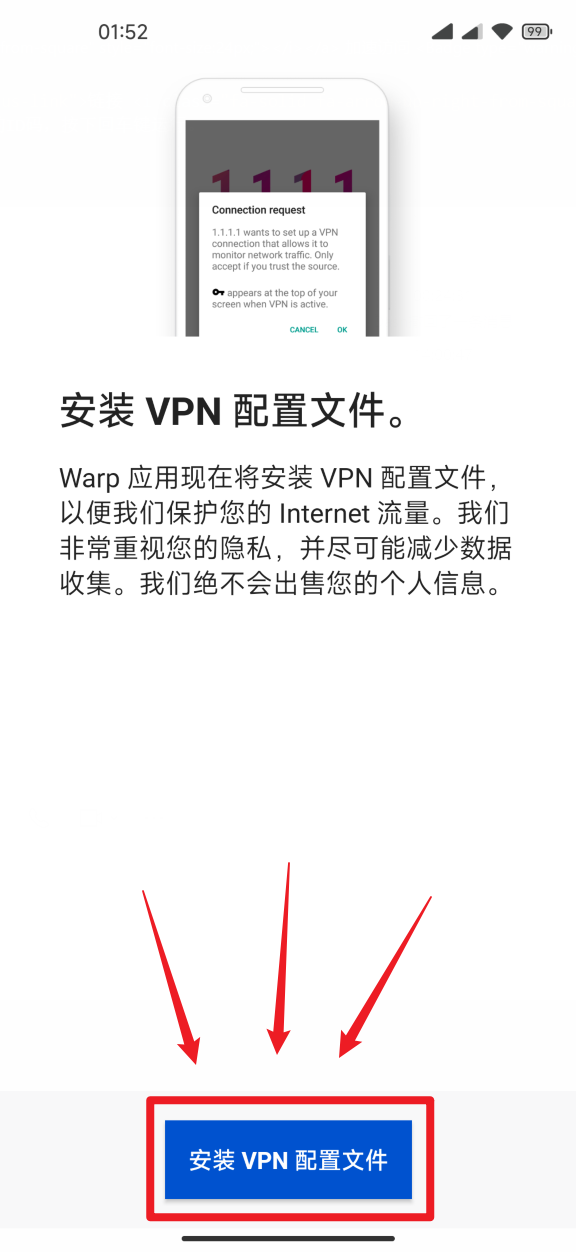 01:52
99
1.1.1.1
Connection request
1.1.1.1 wants to set up a VPN
connection that allows it to
monitor network traffic. Only
accept if you trust the source.
appears at the top of your
screen when VPN is active.
CANCEL OK
安装 VPN 配置文件。
Warp 应用现在将安装 VPN 配置文件，
以便我们保护您的 Internet 流量。我们
非常重视您的隐私，并尽可能减少数据
收集。我们绝不会出售您的个人信息。
安装 VPN 配置文件